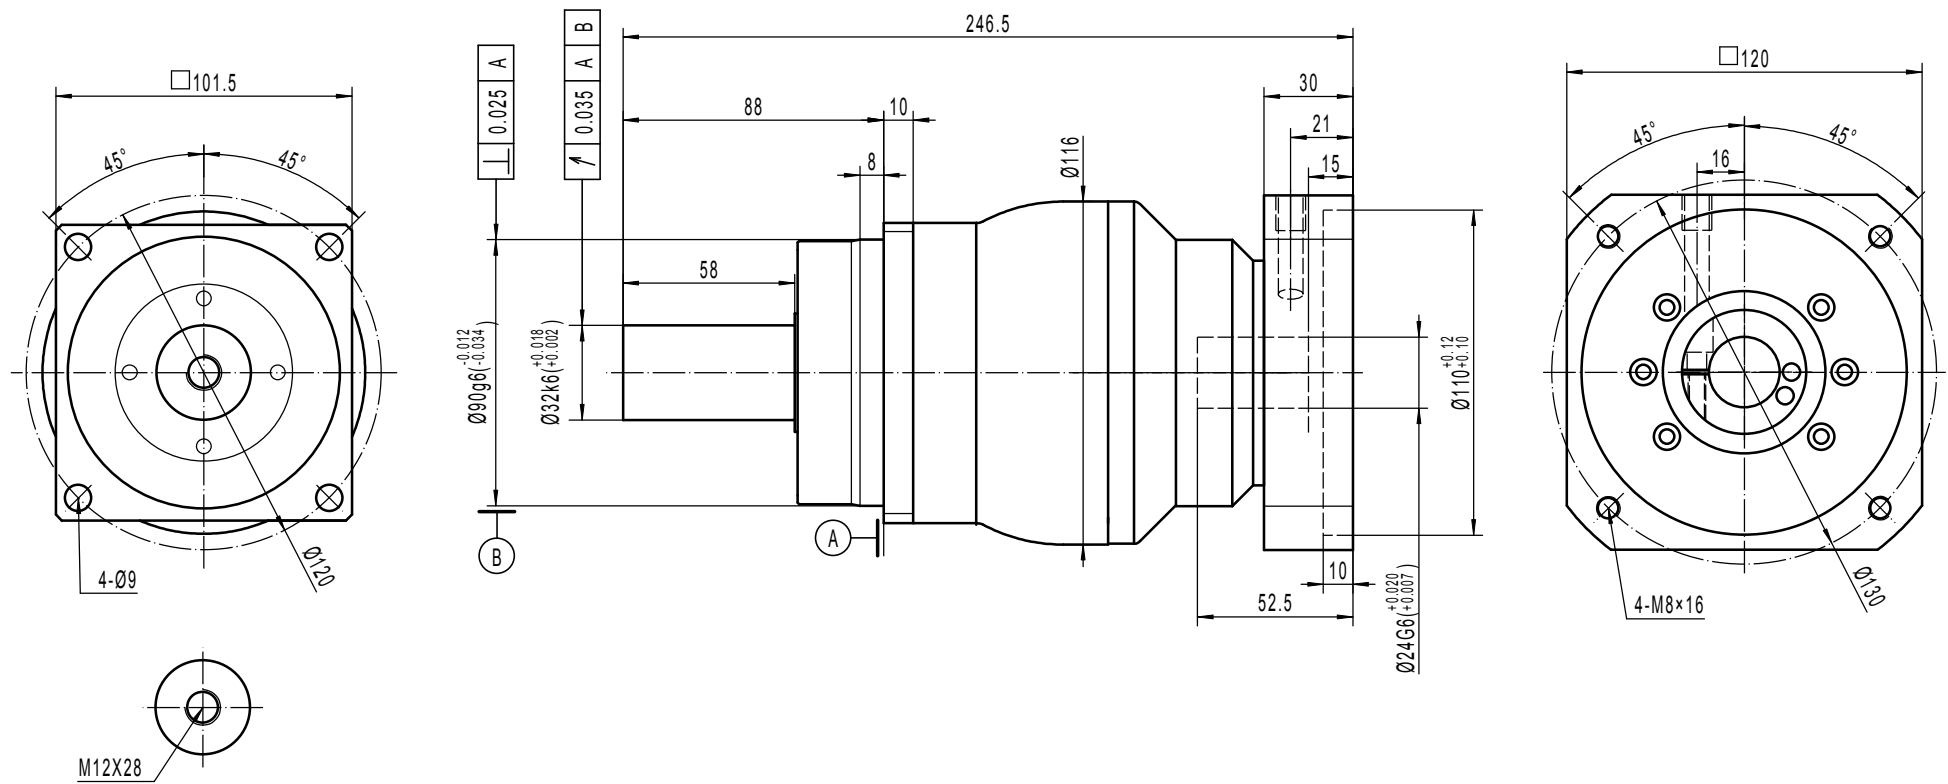 □101.5
45°
45°
4-Ø9
Ø120
M12X28
⊥ 0.025 A
↗ 0.035 A B
246.5
88
10
8
58
Ø90g6(-0.012 -0.034)
Ø32k6(+0.018 +0.002)
B
A
Ø116
30
21
15
Ø110+0.12 +0.10
10
52.5
Ø24G6(+0.020 +0.007)
□120
45°
45°
16
4-M8×16
Ø130